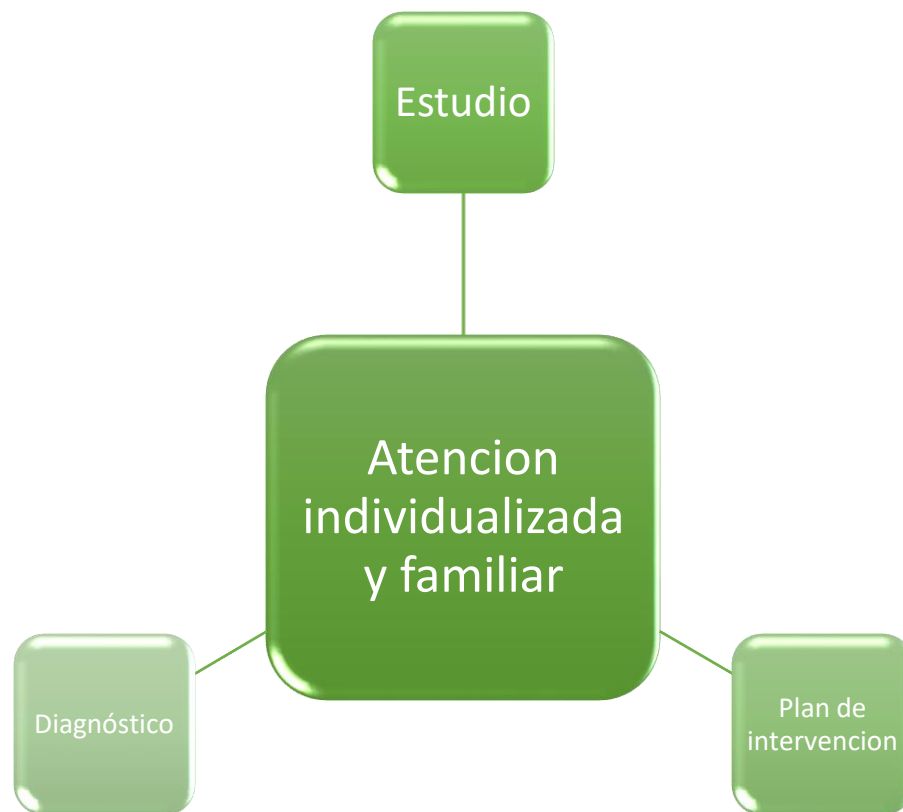 Estudio
Atencion
individualizada
y familiar
Diagnóstico
Plan de
intervencion